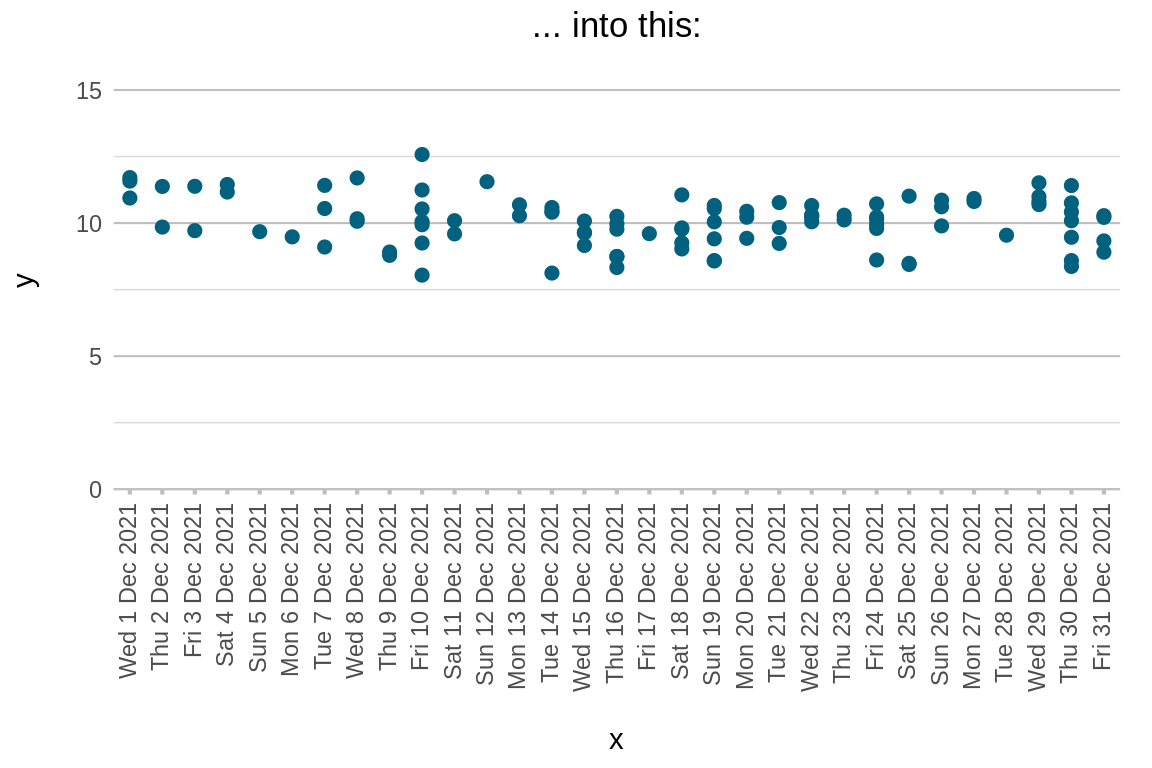 ... into this:
15
10
5
0
y
Wed 1 Dec 2021
Thu 2 Dec 2021
Fri 3 Dec 2021
Sat 4 Dec 2021
Sun 5 Dec 2021
Mon 6 Dec 2021
Tue 7 Dec 2021
Wed 8 Dec 2021
Thu 9 Dec 2021
Fri 10 Dec 2021
Sat 11 Dec 2021
Sun 12 Dec 2021
Mon 13 Dec 2021
Tue 14 Dec 2021
Wed 15 Dec 2021
Thu 16 Dec 2021
Fri 17 Dec 2021
Sat 18 Dec 2021
Sun 19 Dec 2021
Mon 20 Dec 2021
Tue 21 Dec 2021
Wed 22 Dec 2021
Thu 23 Dec 2021
Fri 24 Dec 2021
Sat 25 Dec 2021
Sun 26 Dec 2021
Mon 27 Dec 2021
Tue 28 Dec 2021
Wed 29 Dec 2021
Thu 30 Dec 2021
Fri 31 Dec 2021
x